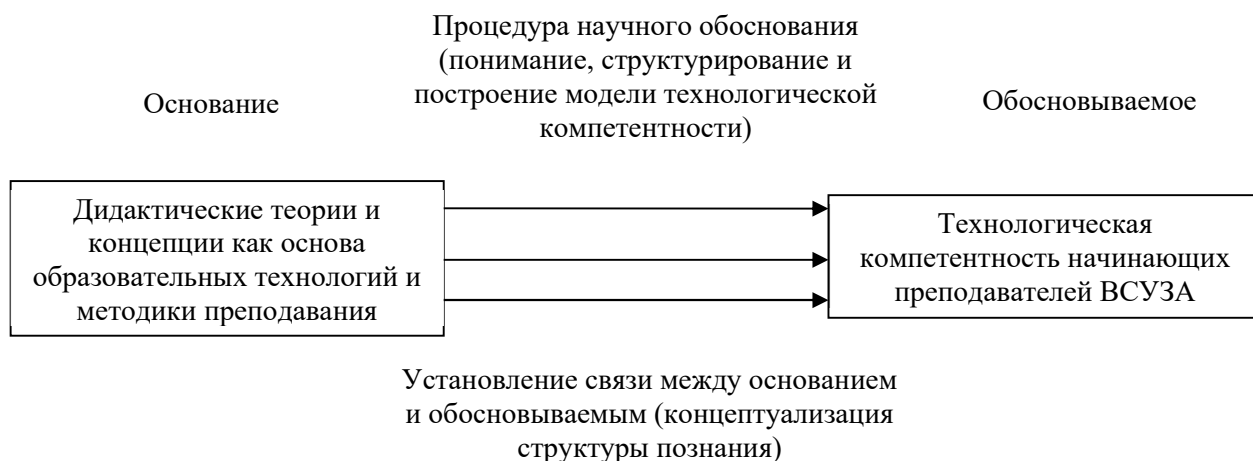 Процедура научного обоснования
(понимание, структурирование и
построение модели технологической
компетентности)
Основание
Обосновываемое
Дидактические теории и
концепции как основа
образовательных технологий и
методики преподавания
Технологическая
компетентность начинающих
преподавателей ВСУЗА
Установление связи между основанием
и обосновываемым (концептуализация
структуры познания)